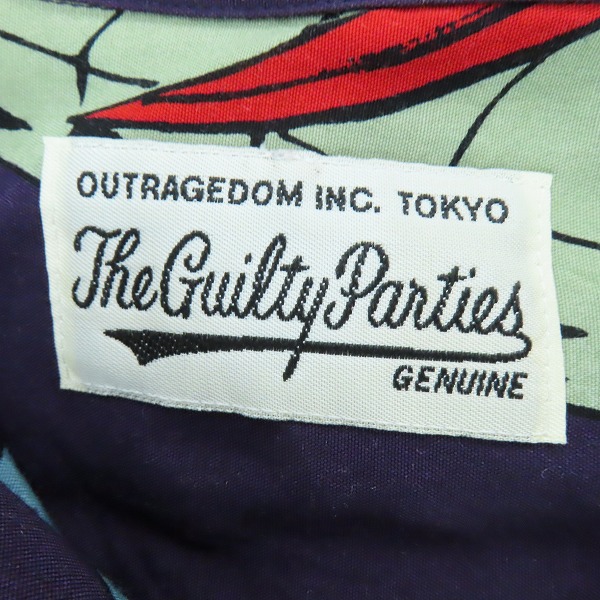 OUTRAGEDOM INC. TOKYO
The Guilty Parties
GENUINE